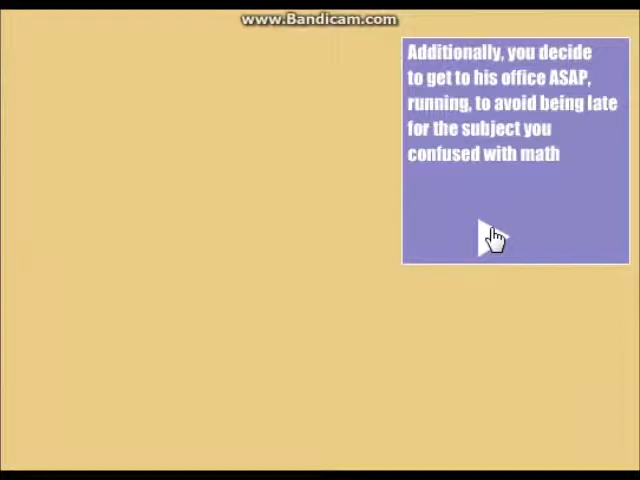 www.Bandicam.com
Additionally, you decide
to get to his office ASAP,
running, to avoid being late
for the subject you
confused with math